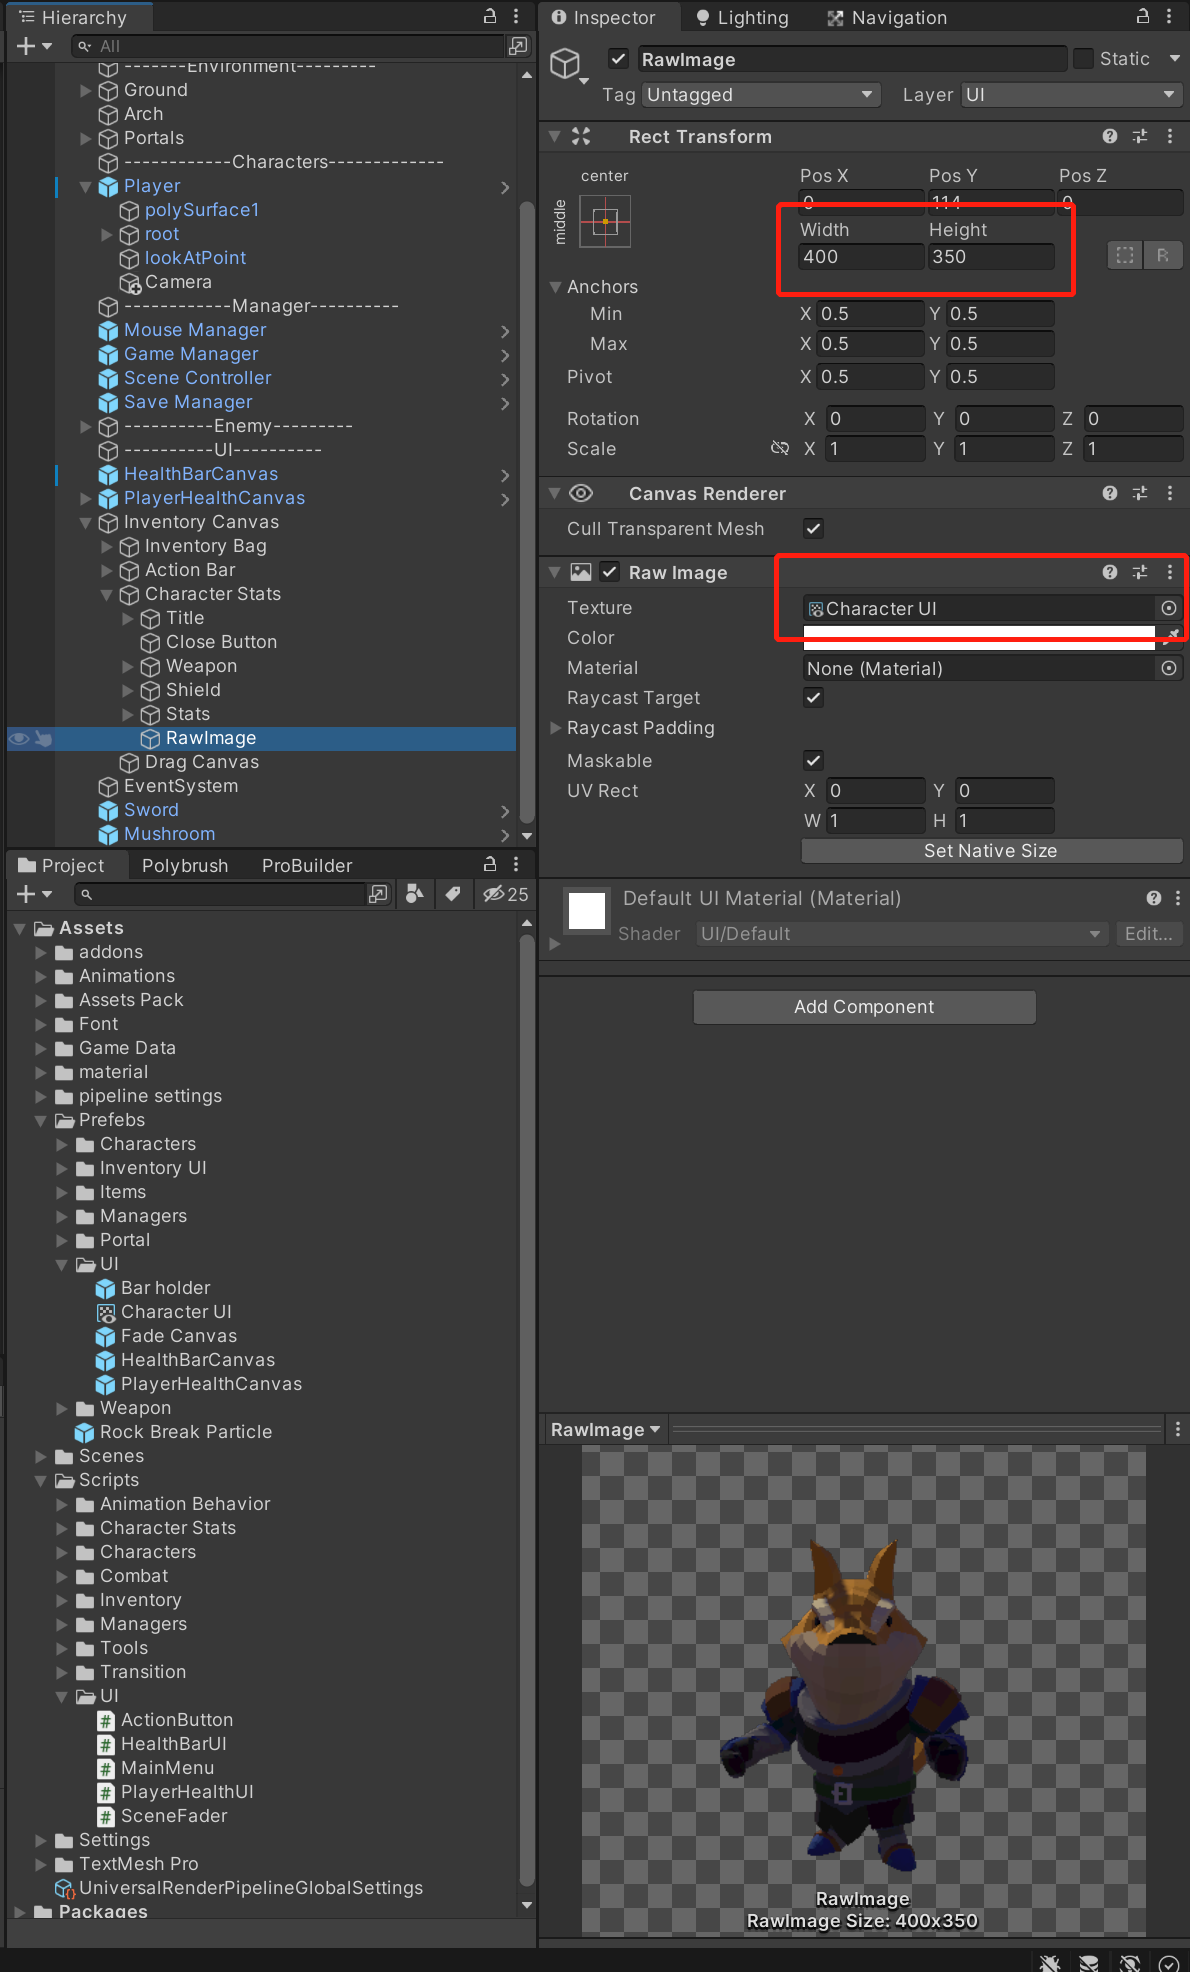 Hierarchy
All
-------Environment---------
Ground
Arch
Portals
------------Characters-------------
Player
polySurface1
root
lookAtPoint
Camera
------------Manager----------
Mouse Manager
Game Manager
Scene Controller
Save Manager
----------Enemy---------
----------UI----------
HealthBarCanvas
PlayerHealthCanvas
Inventory Canvas
Inventory Bag
Action Bar
Character Stats
Title
Close Button
Weapon
Shield
Stats
RawImage
Drag Canvas
EventSystem
Sword
Mushroom
Project Polybrush ProBuilder
25
Assets
addons
Animations
Assets Pack
Font
Game Data
material
pipeline settings
Prefebs
Characters
Inventory UI
Items
Managers
Portal
UI
Bar holder
Character UI
Fade Canvas
HealthBarCanvas
PlayerHealthCanvas
Weapon
Rock Break Particle
Scenes
Scripts
Animation Behavior
Character Stats
Characters
Combat
Inventory
Managers
Tools
Transition
UI
ActionButton
HealthBarUI
MainMenu
PlayerHealthUI
SceneFader
Settings
TextMesh Pro
UniversalRenderPipelineGlobalSettings
Packages
Inspector Lighting Navigation
RawImage Static
Tag Untagged Layer UI
Rect Transform
center Pos X Pos Y Pos Z
middle 0 114 0
Width Height
400 350 R
Anchors
Min X 0.5 Y 0.5
Max X 0.5 Y 0.5
Pivot X 0.5 Y 0.5
Rotation X 0 Y 0 Z 0
Scale X 1 Y 1 Z 1
Canvas Renderer
Cull Transparent Mesh
Raw Image
Texture Character UI
Color
Material None (Material)
Raycast Target
Raycast Padding
Maskable
UV Rect X 0 Y 0
W 1 H 1
Set Native Size
Default UI Material (Material)
Shader UI/Default Edit...
Add Component
RawImage
RawImage
RawImage Size: 400x350